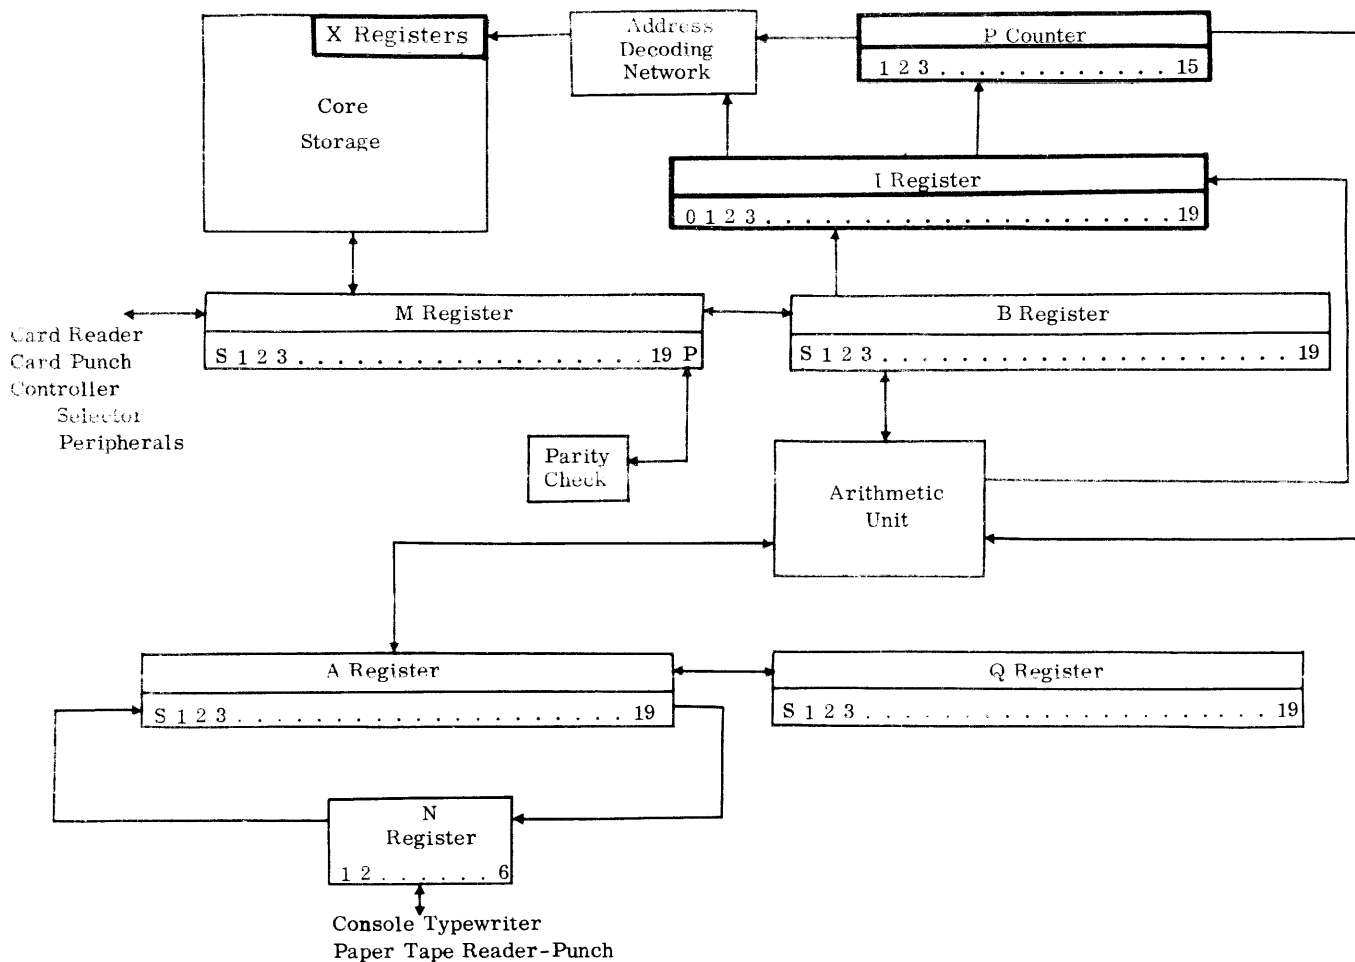 X Registers
Core
Storage
Address
Decoding
Network
P Counter
1 2 3 . . . . . . . . . . . . 15
I Register
0 1 2 3 . . . . . . . . . . . . . . . . . . . . 19
M Register
S 1 2 3 . . . . . . . . . . . . . . . . . . 19 P
B Register
S 1 2 3 . . . . . . . . . . . . . . . . . . . . 19
Card Reader
Card Punch
Controller
Selector
Peripherals
Parity
Check
Arithmetic
Unit
A Register
S 1 2 3 . . . . . . . . . . . . . . . . . . . 19
Q Register
S 1 2 3 . . . . . . . . . . . . . . . . . . . . 19
N
Register
1 2 . . . . . . 6
Console Typewriter
Paper Tape Reader-Punch